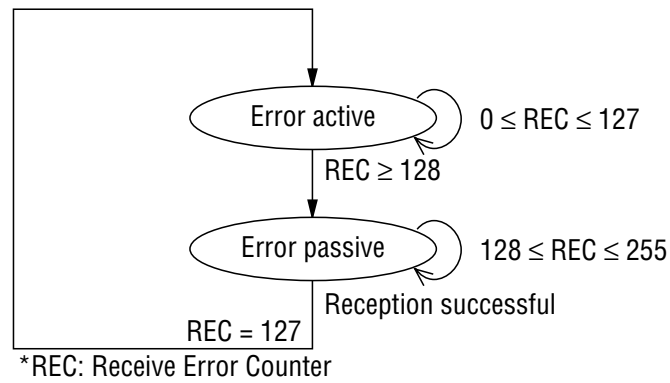 Error active
0 ≤ REC ≤ 127
REC ≥ 128
Error passive
128 ≤ REC ≤ 255
Reception successful
REC = 127
*REC: Receive Error Counter